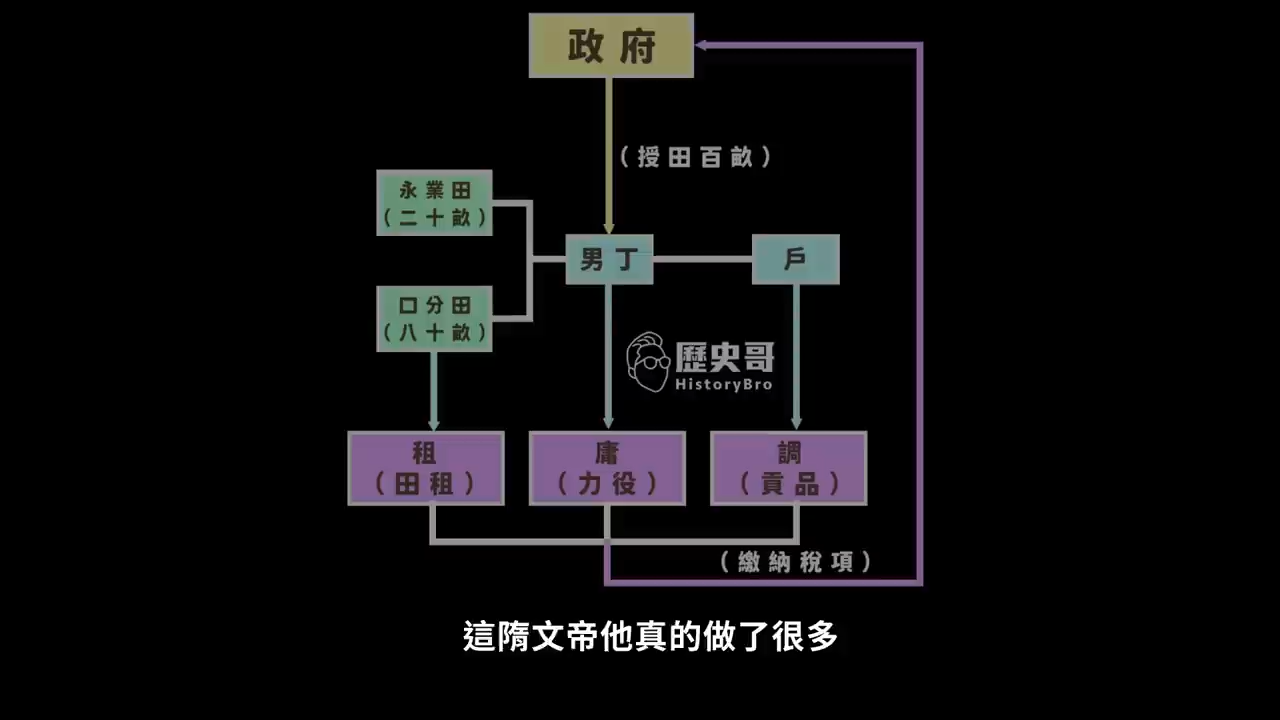 政府
（授田百畝）
永業田
（二十畝）
男丁
戶
口分田
（八十畝）
歷史哥
HistoryBro
租
（田租）
庸
（力役）
調
（貢品）
（繳納稅項）
這隋文帝他真的做了很多